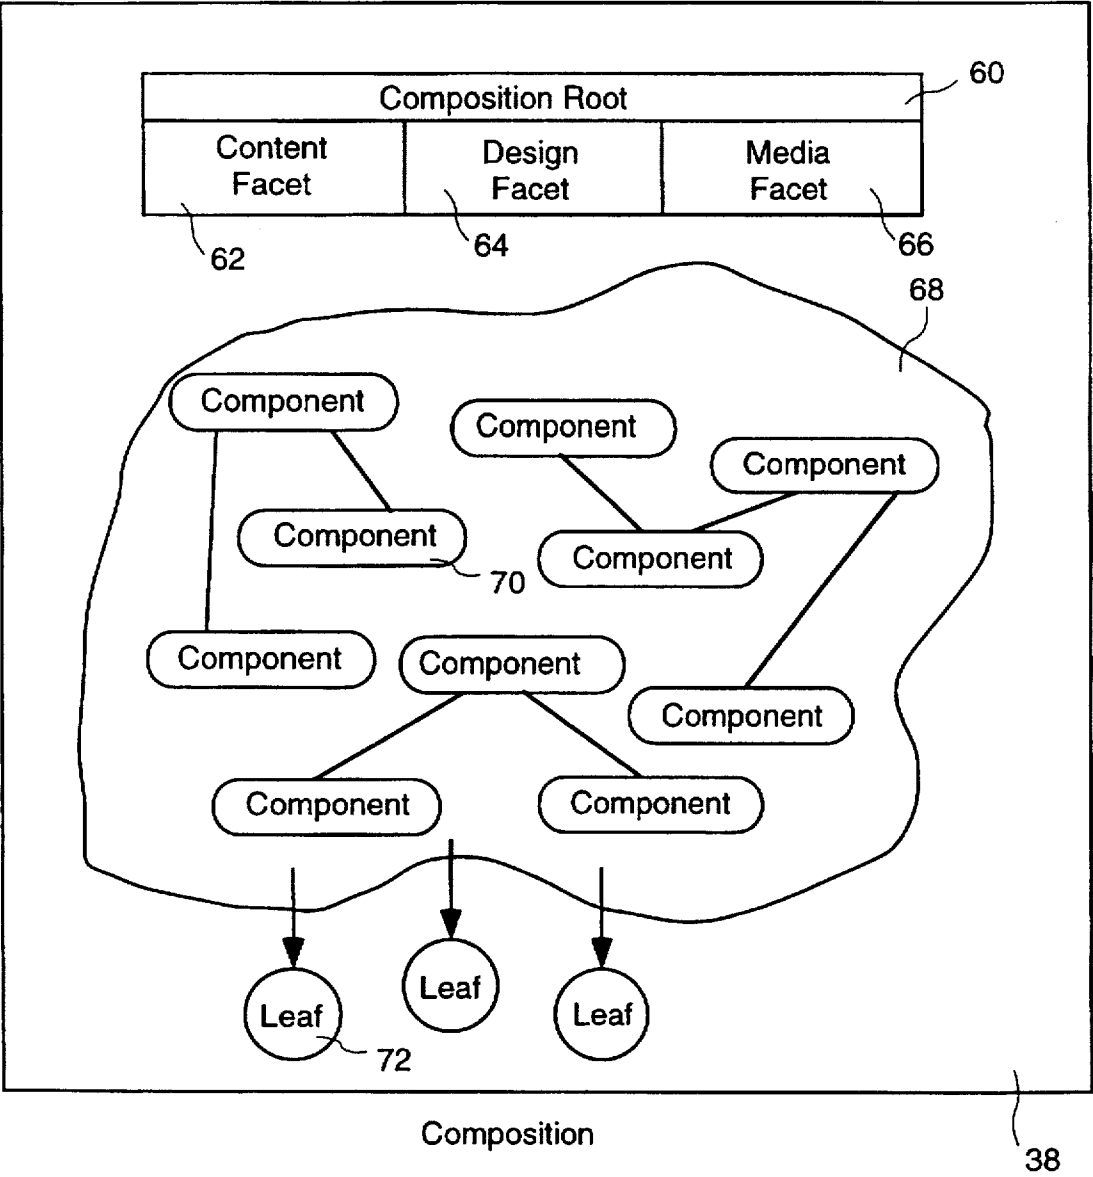 60
Composition Root
Content
Facet
Design
Facet
Media
Facet
62
64
66
68
Component
Component
Component
Component
70
Component
Component
Component
Component
Component
Component
Leaf
Leaf
Leaf
72
Composition
38